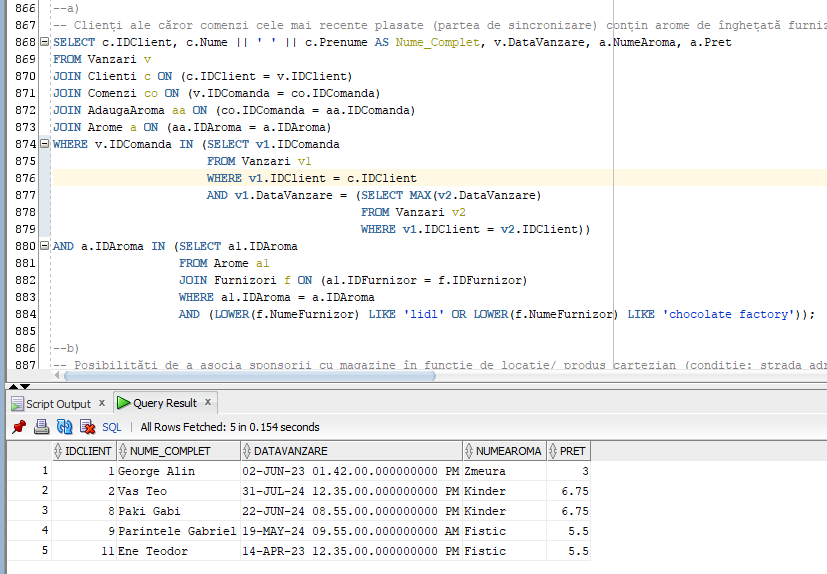 866 --a)
867 -- Clienți ale căror comenzi cele mai recente plasate (partea de sincronizare) conțin arome de înghețată furniz
868 SELECT c.IDClient, c.Nume || ' ' || c.Prenume AS Nume_Complet, v.DataVanzare, a.NumeAroma, a.Pret
869 FROM Vanzari v
870 JOIN Clienti c ON (c.IDClient = v.IDClient)
871 JOIN Comenzi co ON (v.IDComanda = co.IDComanda)
872 JOIN AdaugaAroma aa ON (co.IDComanda = aa.IDComanda)
873 JOIN Arome a ON (aa.IDAroma = a.IDAroma)
874 WHERE v.IDComanda IN (SELECT v1.IDComanda
875 FROM Vanzari v1
876 WHERE v1.IDClient = c.IDClient
877 AND v1.DataVanzare = (SELECT MAX(v2.DataVanzare)
878 FROM Vanzari v2
879 WHERE v1.IDClient = v2.IDClient))
880 AND a.IDAroma IN (SELECT a1.IDAroma
881 FROM Arome a1
882 JOIN Furnizori f ON (a1.IDFurnizor = f.IDFurnizor)
883 WHERE a1.IDAroma = a.IDAroma
884 AND (LOWER(f.NumeFurnizor) LIKE 'lidl' OR LOWER(f.NumeFurnizor) LIKE 'chocolate factory'));
885
886 --b)
887 -- Posibilități de a asocia sponsorii cu magazine în funcție de locație/ produs cartezian (condiție: strada adr
Script Output x Query Result x
SQL | All Rows Fetched: 5 in 0.154 seconds
IDCLIENT NUME_COMPLET DATAVANZARE NUMEAROMA PRET
1 1 George Alin 02-JUN-23 01.42.00.000000000 PM Zmeura 3
2 2 Vas Teo 31-JUL-24 12.35.00.000000000 PM Kinder 6.75
3 8 Paki Gabi 22-JUN-24 08.55.00.000000000 PM Kinder 6.75
4 9 Parintele Gabriel 19-MAY-24 09.55.00.000000000 AM Fistic 5.5
5 11 Ene Teodor 14-APR-23 12.35.00.000000000 PM Fistic 5.5